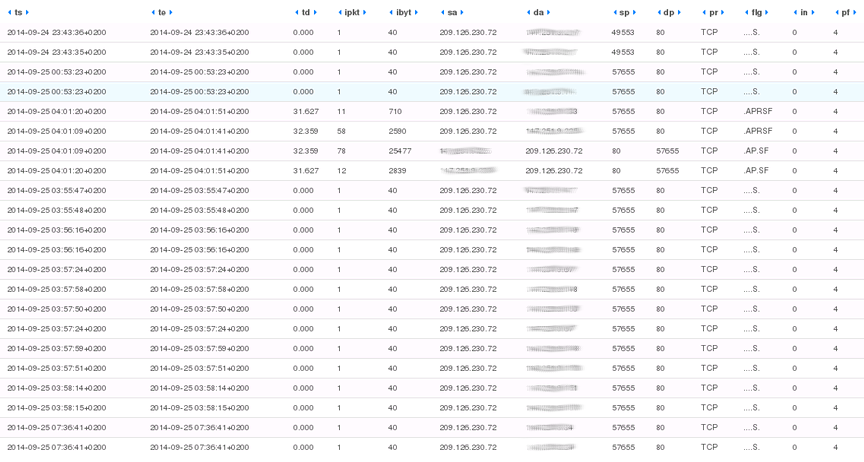 ts te td ipkt ibyt sa da sp dp pr flg in pf
2014-09-24 23:43:36+0200 2014-09-24 23:43:36+0200 0.000 1 40 209.126.230.72 49553 80 TCP ....S. 0 4
2014-09-24 23:43:35+0200 2014-09-24 23:43:35+0200 0.000 1 40 209.126.230.72 49553 80 TCP ....S. 0 4
2014-09-25 00:53:23+0200 2014-09-25 00:53:23+0200 0.000 1 40 209.126.230.72 57655 80 TCP ....S. 0 4
2014-09-25 00:53:23+0200 2014-09-25 00:53:23+0200 0.000 1 40 209.126.230.72 57655 80 TCP ....S. 0 4
2014-09-25 04:01:20+0200 2014-09-25 04:01:51+0200 31.627 11 710 209.126.230.72 57655 80 TCP .APRSF 0 4
2014-09-25 04:01:09+0200 2014-09-25 04:01:41+0200 32.359 58 2590 209.126.230.72 57655 80 TCP .APRSF 0 4
2014-09-25 04:01:09+0200 2014-09-25 04:01:41+0200 32.359 78 25477 209.126.230.72 80 57655 TCP .AP.SF 0 4
2014-09-25 04:01:20+0200 2014-09-25 04:01:51+0200 31.627 12 2839 209.126.230.72 80 57655 TCP .AP.SF 0 4
2014-09-25 03:55:47+0200 2014-09-25 03:55:47+0200 0.000 1 40 209.126.230.72 57655 80 TCP ....S. 0 4
2014-09-25 03:55:48+0200 2014-09-25 03:55:48+0200 0.000 1 40 209.126.230.72 57655 80 TCP ....S. 0 4
2014-09-25 03:56:16+0200 2014-09-25 03:56:16+0200 0.000 1 40 209.126.230.72 57655 80 TCP ....S. 0 4
2014-09-25 03:56:16+0200 2014-09-25 03:56:16+0200 0.000 1 40 209.126.230.72 57655 80 TCP ....S. 0 4
2014-09-25 03:57:24+0200 2014-09-25 03:57:24+0200 0.000 1 40 209.126.230.72 57655 80 TCP ....S. 0 4
2014-09-25 03:57:58+0200 2014-09-25 03:57:58+0200 0.000 1 40 209.126.230.72 57655 80 TCP ....S. 0 4
2014-09-25 03:57:50+0200 2014-09-25 03:57:50+0200 0.000 1 40 209.126.230.72 57655 80 TCP ....S. 0 4
2014-09-25 03:57:24+0200 2014-09-25 03:57:24+0200 0.000 1 40 209.126.230.72 57655 80 TCP ....S. 0 4
2014-09-25 03:57:59+0200 2014-09-25 03:57:59+0200 0.000 1 40 209.126.230.72 57655 80 TCP ....S. 0 4
2014-09-25 03:57:51+0200 2014-09-25 03:57:51+0200 0.000 1 40 209.126.230.72 57655 80 TCP ....S. 0 4
2014-09-25 03:58:14+0200 2014-09-25 03:58:14+0200 0.000 1 40 209.126.230.72 57655 80 TCP ....S. 0 4
2014-09-25 03:58:15+0200 2014-09-25 03:58:15+0200 0.000 1 40 209.126.230.72 57655 80 TCP ....S. 0 4
2014-09-25 07:36:41+0200 2014-09-25 07:36:41+0200 0.000 1 40 209.126.230.72 57655 80 TCP ....S. 0 4
2014-09-25 07:36:41+0200 2014-09-25 07:36:41+0200 0.000 1 40 209.126.230.72 57655 80 TCP ....S. 0 4